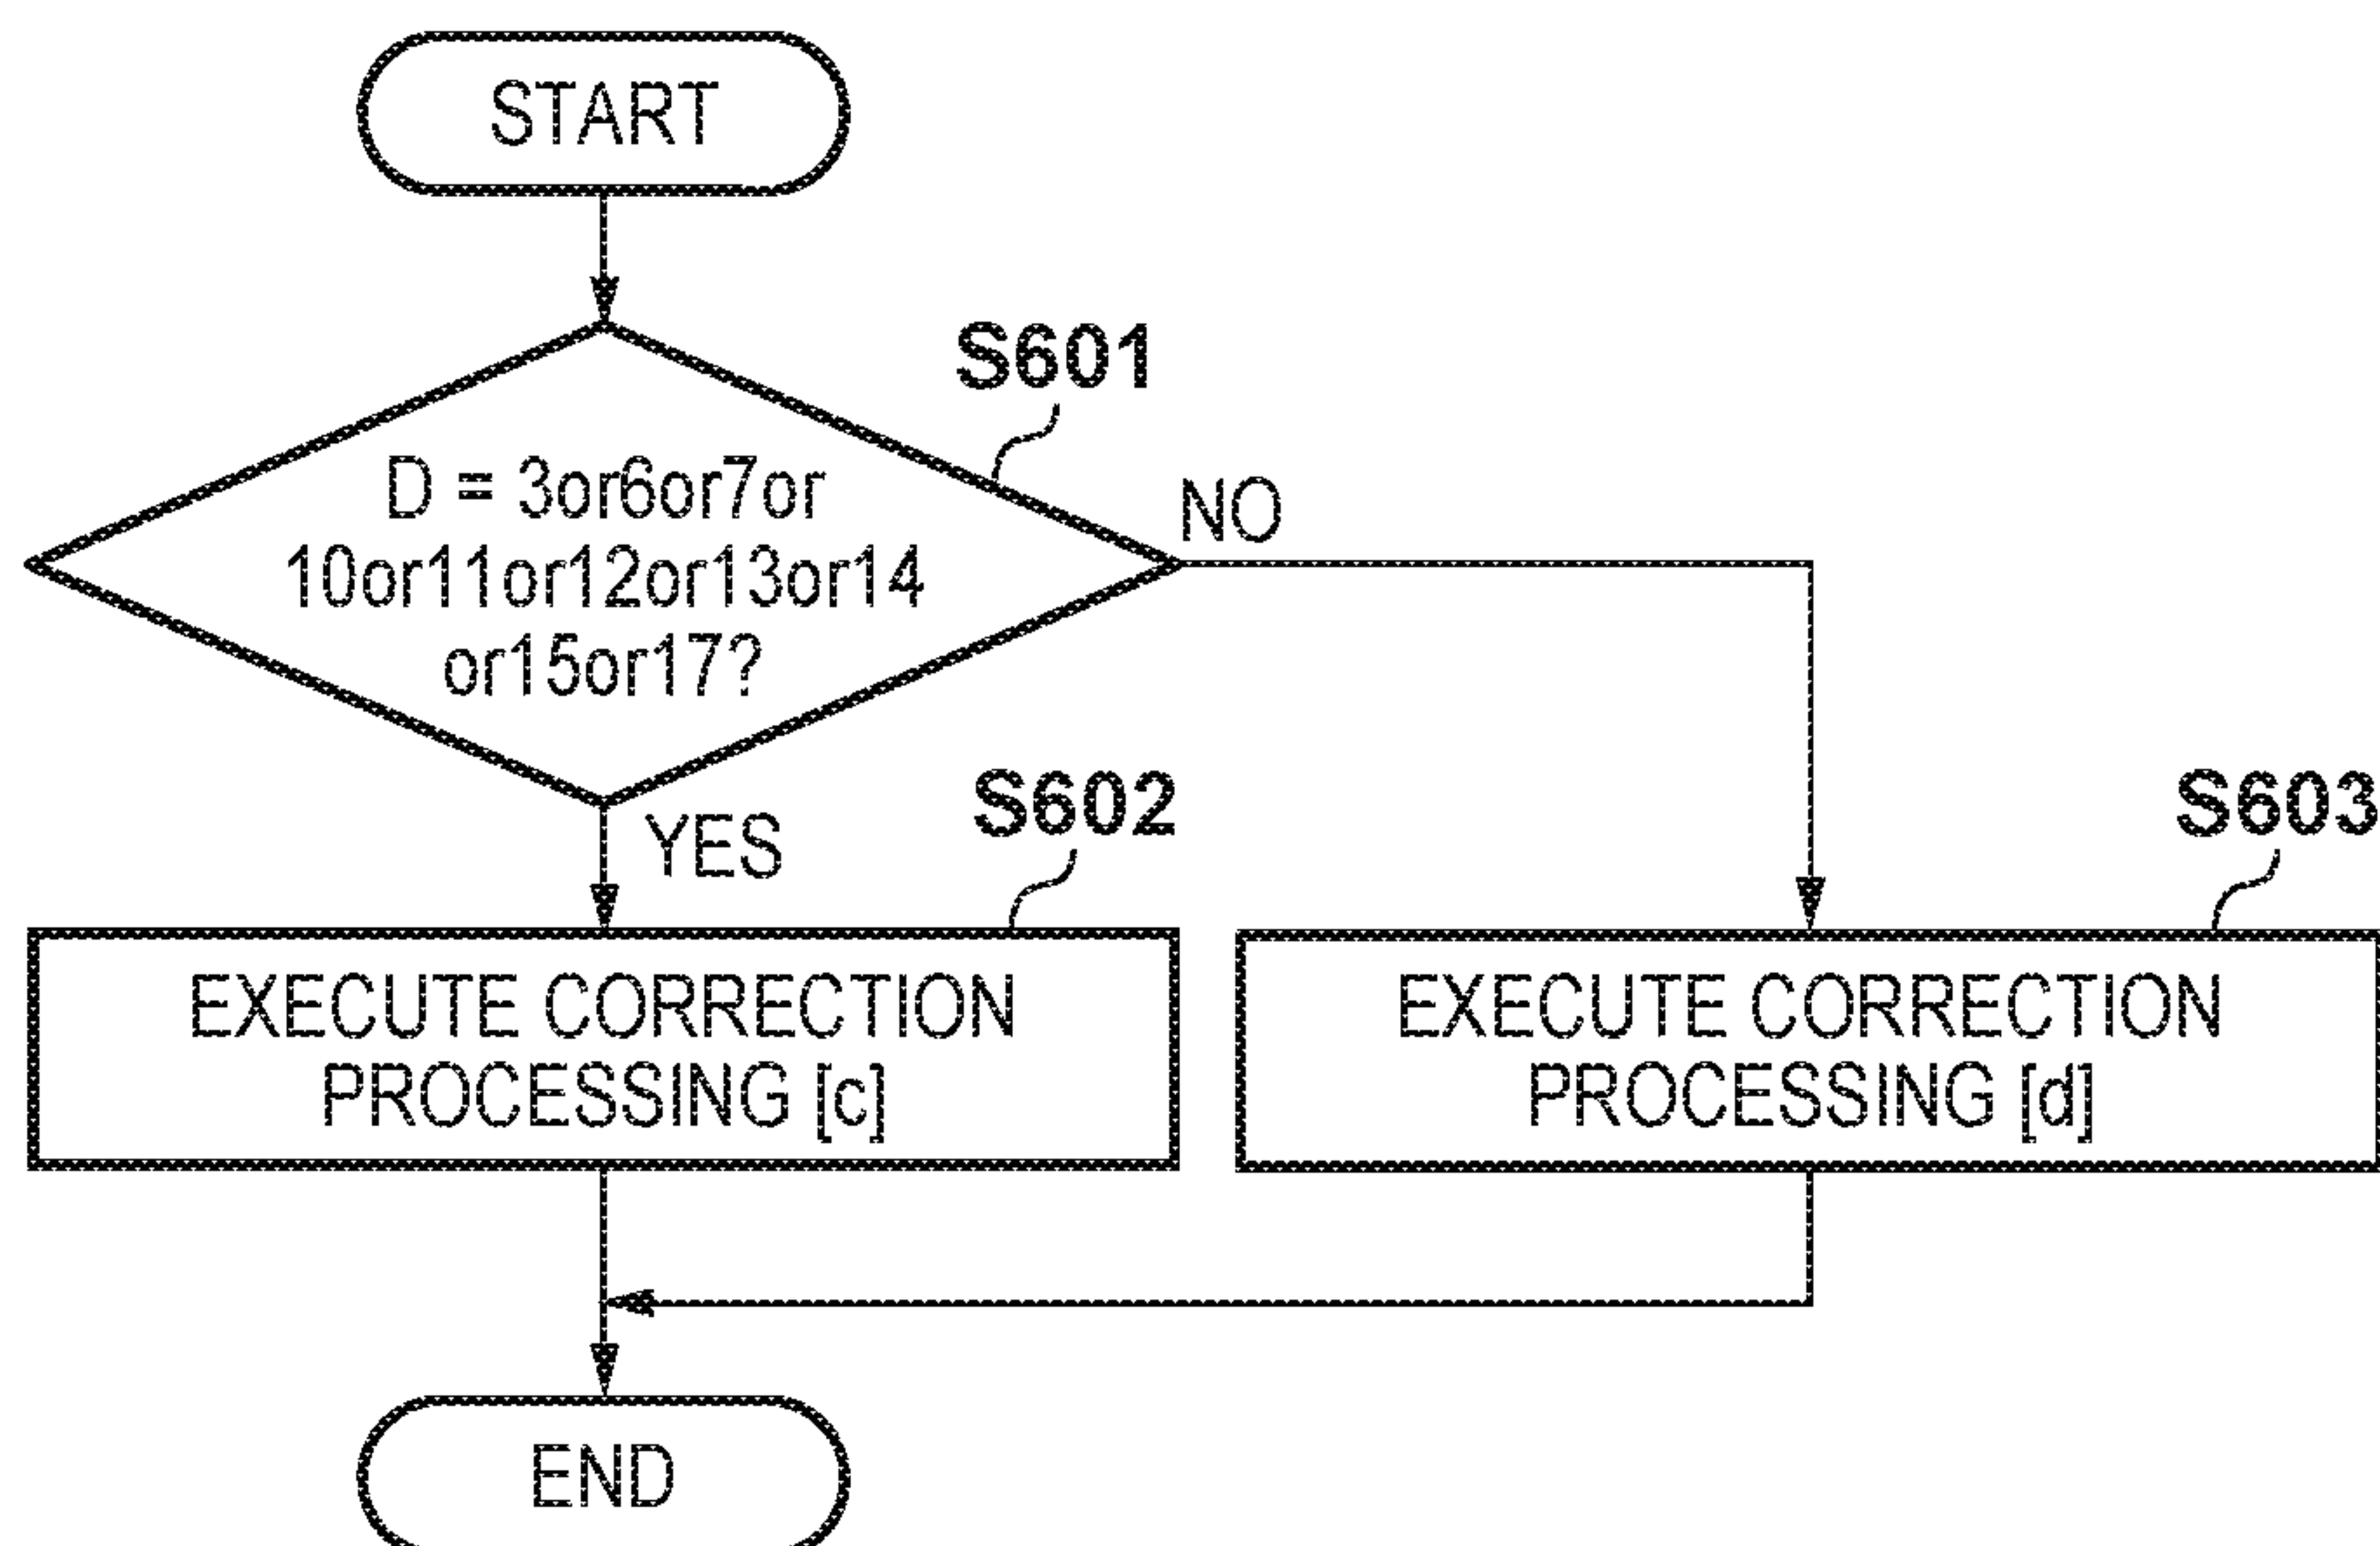 START
S601
D = 3or6or7or
10or11or12or13or14
or15or17?
NO
YES
S602
S603
EXECUTE CORRECTION
PROCESSING [c]
EXECUTE CORRECTION
PROCESSING [d]
END